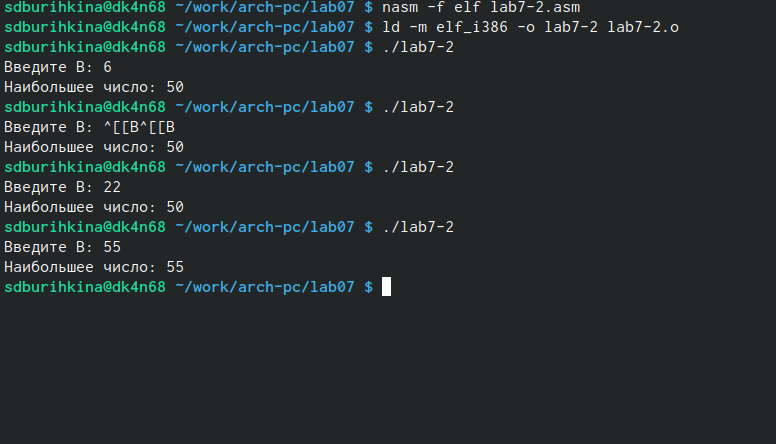 sdburihkina@dk4n68 ~/work/arch-pc/lab07 $ nasm -f elf lab7-2.asm
sdburihkina@dk4n68 ~/work/arch-pc/lab07 $ ld -m elf_i386 -o lab7-2 lab7-2.o
sdburihkina@dk4n68 ~/work/arch-pc/lab07 $ ./lab7-2
Введите B: 6
Наибольшее число: 50
sdburihkina@dk4n68 ~/work/arch-pc/lab07 $ ./lab7-2
Введите B: ^[[B^[[B
Наибольшее число: 50
sdburihkina@dk4n68 ~/work/arch-pc/lab07 $ ./lab7-2
Введите B: 22
Наибольшее число: 50
sdburihkina@dk4n68 ~/work/arch-pc/lab07 $ ./lab7-2
Введите B: 55
Наибольшее число: 55
sdburihkina@dk4n68 ~/work/arch-pc/lab07 $